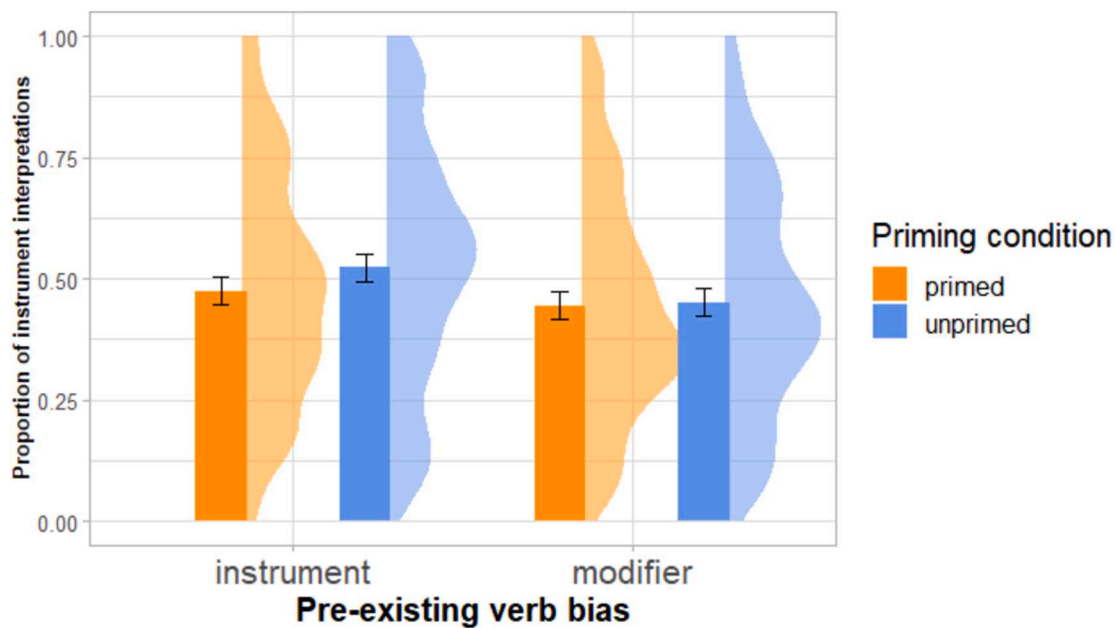 Proportion of instrument interpretations
1.00
0.75
0.50
0.25
0.00
instrument
modifier
Pre-existing verb bias
Priming condition
primed
unprimed